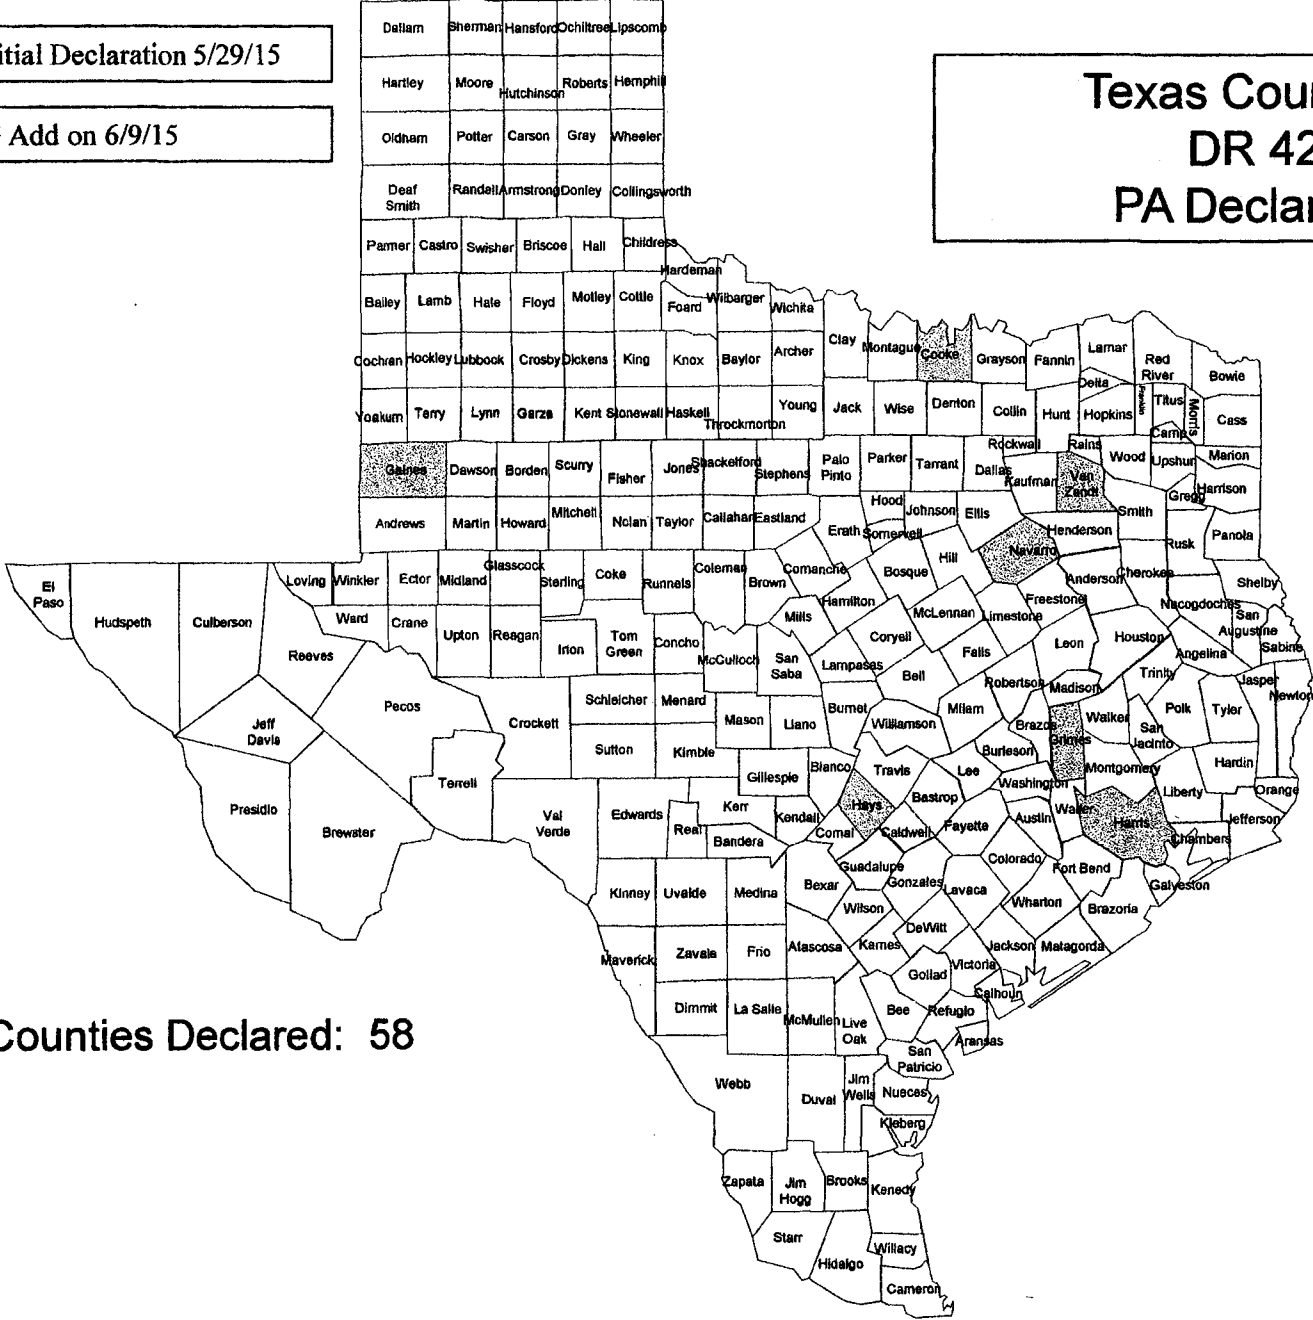 itial Declaration 5/29/15
Add on 6/9/15
Texas Cou
DR 42
PA Decla
Dallam Sherman Hansford Ochiltree Lipscomb
Hartley Moore Hutchinson Roberts Hemphill
Oldham Potter Carson Gray Wheeler
Deaf Smith Randall Armstrong Donley Collingsworth
Parmer Castro Swisher Briscoe Hall Childress
Hardeman
Bailey Lamb Hale Floyd Motley Cottle Foard Wilbarger Wichita
Clay Montague Cooke Grayson Fannin Lamar Red River Bowie
Cochran Hockley Lubbock Crosby Dickens King Knox Baylor Archer
Delta Franklin Titus Morris Cass
Yoakum Terry Lynn Garza Kent Stonewall Haskell Throckmorton Young Jack Wise Denton Collin Hunt Hopkins Camp
Rockwall Rains
Gaines Dawson Borden Scurry Fisher Jones Shackelford Stephens Palo Pinto Parker Tarrant Dallas Kaufman Van Zandt Wood Upshur Marion
Gregg Harrison
Andrews Martin Howard Mitchell Nolan Taylor Callahan Eastland Erath Hood Somervell Johnson Ellis Navarro Henderson Smith Rusk Panola
El Paso Hudspeth Culberson Loving Winkler Ector Midland Glasscock Sterling Coke Runnels Coleman Brown Comanche Bosque Hill Anderson Cherokee Shelby
Hamilton McLennan Limestone Freestone Nacogdoches San Augustine Sabine
Ward Crane Upton Reagan Irion Tom Green Concho McCulloch Mills San Saba Lampasas Coryell Bell Falls Leon Houston Angelina
Reeves Robertson Madison Trinity Jasper Newton
Jeff Davis Pecos Crockett Schleicher Menard Mason Llano Burnet Williamson Milam Brazos Grimes Walker San Jacinto Polk Tyler
Sutton Kimble Gillespie Blanco Travis Lee Burleson Washington Montgomery Liberty Hardin Orange
Presidio Brewster Terrell Val Verde Edwards Real Kerr Bandera Kendall Comal Hays Caldwell Bastrop Fayette Austin Waller Harris Chambers Jefferson
Kinney Uvalde Medina Bexar Guadalupe Gonzales Lavaca Colorado Fort Bend Galveston
Wilson DeWitt Wharton Brazoria
Maverick Zavala Frio Atascosa Karnes Goliad Victoria Jackson Matagorda
Dimmit La Salle McMullen Live Oak Bee Refugio Calhoun
Aransas
San Patricio
Counties Declared: 58
Webb Duval Jim Wells Nueces
Kleberg
Zapata Jim Hogg Brooks Kenedy
Starr Hidalgo Willacy
Cameron